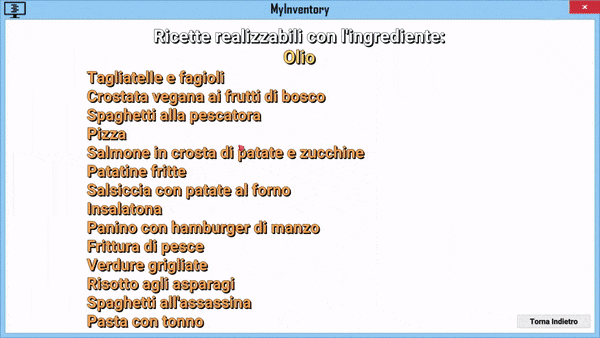 MyInventory
Ricette realizzabili con l'ingrediente:
Olio
Tagliatelle e fagioli
Crostata vegana ai frutti di bosco
Spaghetti alla pescatora
Pizza
Salmone in crosta di patate e zucchine
Patatine fritte
Salsiccia con patate al forno
Insalatona
Panino con hamburger di manzo
Frittura di pesce
Verdure grigliate
Risotto agli asparagi
Spaghetti all'assassina
Pasta con tonno
Torna Indietro